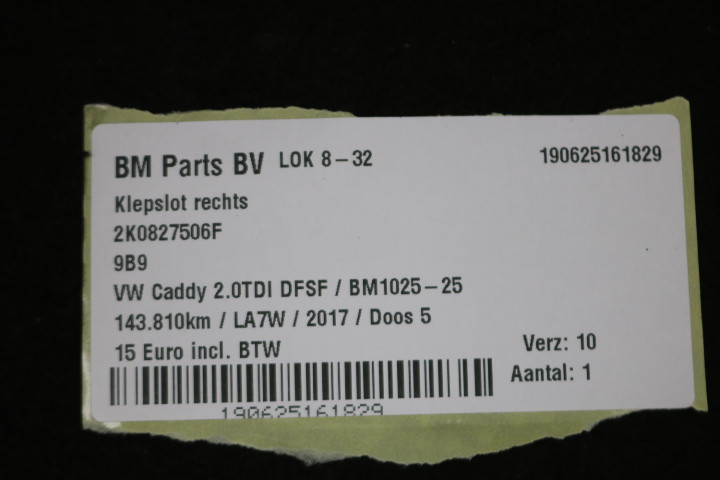 BM Parts BV LOK 8-32 190625161829
Klepslot rechts
2K0827506F
9B9
VW Caddy 2.0TDI DFSF / BM1025-25
143.810km / LA7W / 2017 / Doos 5
15 Euro incl. BTW
Verz: 10
Aantal: 1
190625161829